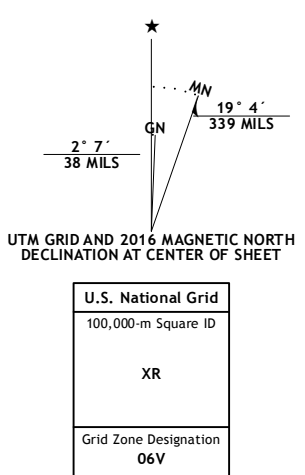 ★
MN
19° 4´
339 MILS
GN
2° 7´
38 MILS
UTM GRID AND 2016 MAGNETIC NORTH
DECLINATION AT CENTER OF SHEET
U.S. National Grid
100,000-m Square ID
XR
Grid Zone Designation
06V